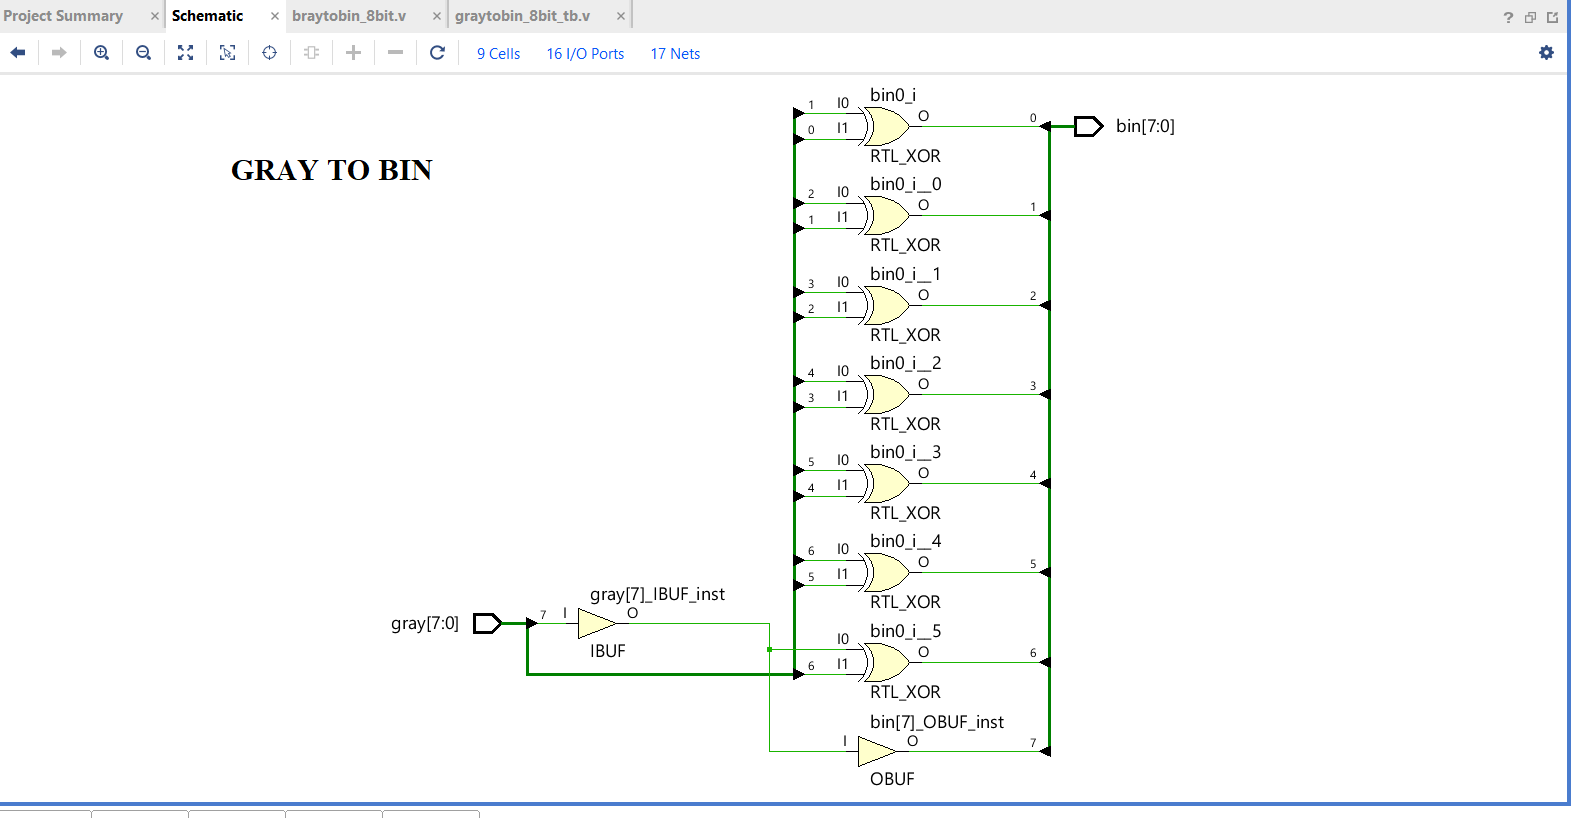 Project Summary × Schematic × braytobin_8bit.v × graytobin_8bit_tb.v × ?
9 Cells 16 I/O Ports 17 Nets
GRAY TO BIN
bin0_i
1 I0 O
0 I1
RTL_XOR
0 bin[7:0]
bin0_i__0
2 I0 O
1 I1
RTL_XOR
1
bin0_i__1
3 I0 O
2 I1
RTL_XOR
2
bin0_i__2
4 I0 O
3 I1
RTL_XOR
3
bin0_i__3
5 I0 O
4 I1
RTL_XOR
4
bin0_i__4
6 I0 O
5 I1
RTL_XOR
5
gray[7]_IBUF_inst
gray[7:0] 7 I O
IBUF
bin0_i__5
I0 O
6 I1
RTL_XOR
6
bin[7]_OBUF_inst
I O 7
OBUF